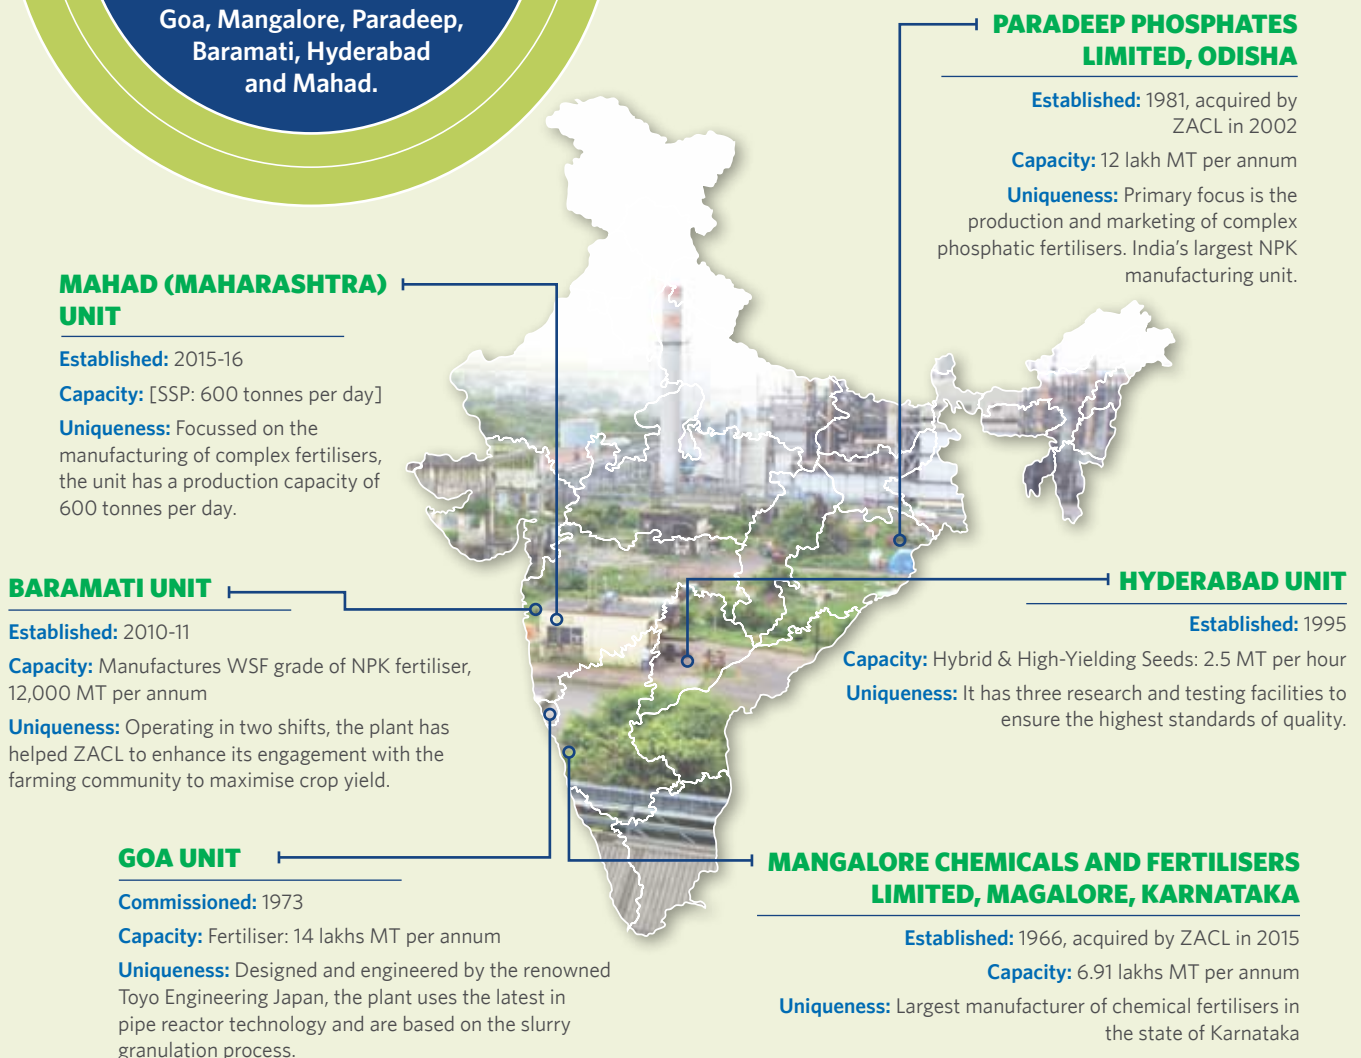 Goa, Mangalore, Paradeep,
Baramati, Hyderabad
and Mahad.
PARADEEP PHOSPHATES
LIMITED, ODISHA
Established: 1981, acquired by
ZACL in 2002
Capacity: 12 lakh MT per annum
Uniqueness: Primary focus is the
production and marketing of complex
phosphatic fertilisers. India's largest NPK
manufacturing unit.
MAHAD (MAHARASHTRA)
UNIT
Established: 2015-16
Capacity: [SSP: 600 tonnes per day]
Uniqueness: Focussed on the
manufacturing of complex fertilisers,
the unit has a production capacity of
600 tonnes per day.
BARAMATI UNIT
Established: 2010-11
Capacity: Manufactures WSF grade of NPK fertiliser,
12,000 MT per annum
Uniqueness: Operating in two shifts, the plant has
helped ZACL to enhance its engagement with the
farming community to maximise crop yield.
HYDERABAD UNIT
Established: 1995
Capacity: Hybrid & High-Yielding Seeds: 2.5 MT per hour
Uniqueness: It has three research and testing facilities to
ensure the highest standards of quality.
GOA UNIT
Commissioned: 1973
Capacity: Fertiliser: 14 lakhs MT per annum
Uniqueness: Designed and engineered by the renowned
Toyo Engineering Japan, the plant uses the latest in
pipe reactor technology and are based on the slurry
granulation process.
MANGALORE CHEMICALS AND FERTILISERS
LIMITED, MAGALORE, KARNATAKA
Established: 1966, acquired by ZACL in 2015
Capacity: 6.91 lakhs MT per annum
Uniqueness: Largest manufacturer of chemical fertilisers in
the state of Karnataka